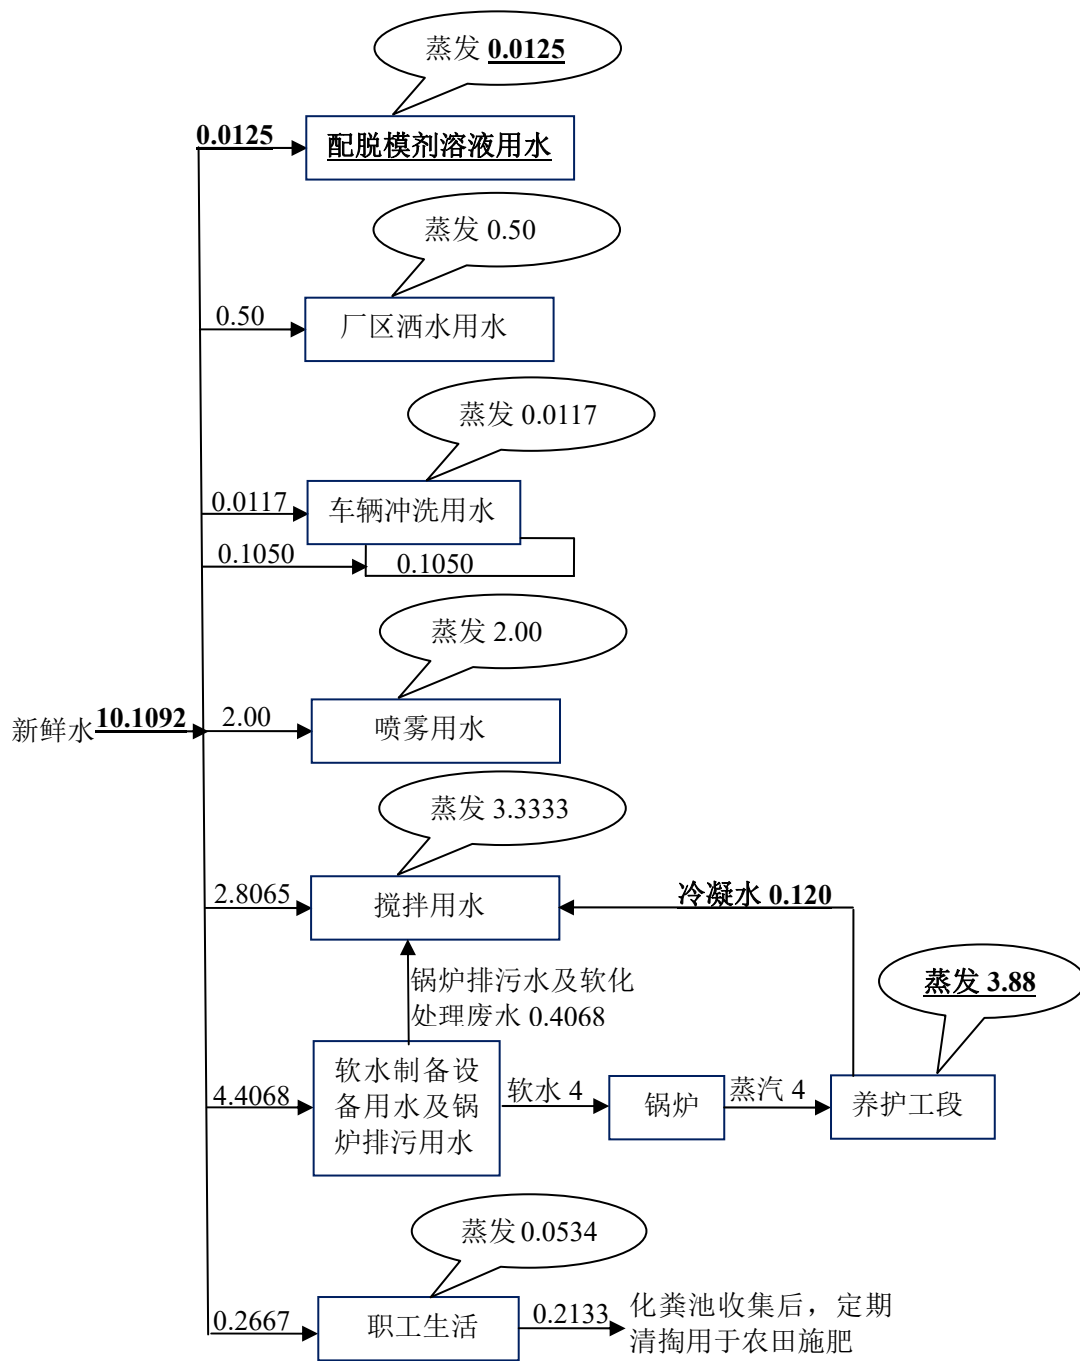 蒸发 0.0125
0.0125
配脱模剂溶液用水
蒸发 0.50
0.50
厂区洒水用水
蒸发 0.0117
0.0117
车辆冲洗用水
0.1050
0.1050
蒸发 2.00
新鲜水 10.1092
2.00
喷雾用水
蒸发 3.3333
2.8065
搅拌用水
冷凝水 0.120
锅炉排污水及软化
处理废水 0.4068
蒸发 3.88
4.4068
软水制备设
备用水及锅
炉排污用水
软水 4
锅炉
蒸汽 4
养护工段
蒸发 0.0534
0.2667
职工生活
0.2133
化粪池收集后，定期
清掏用于农田施肥